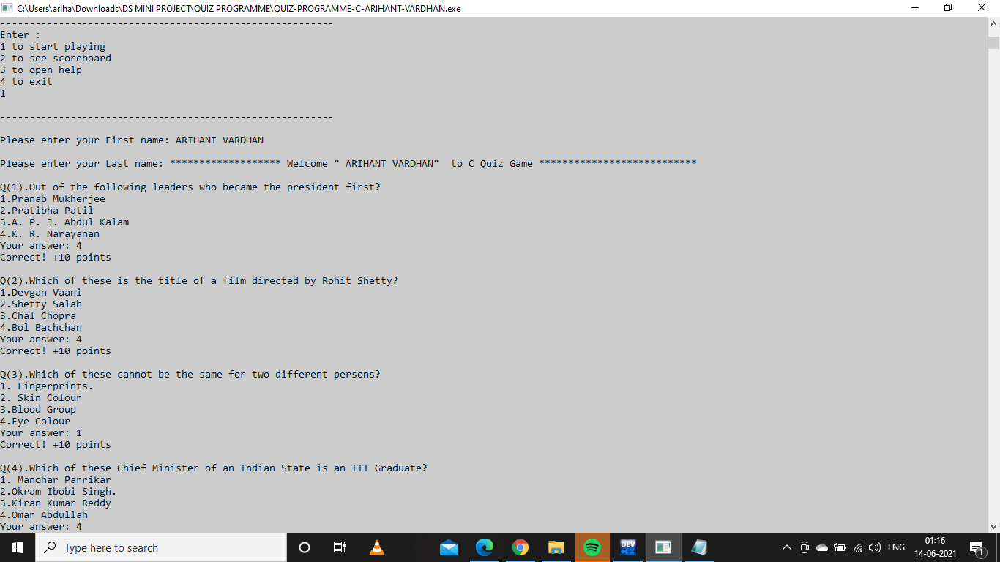 C:\Users\ariha\Downloads\DS MINI PROJECT\QUIZ PROGRAMME\QUIZ-PROGRAMME-C-ARIHANT-VARDHAN.exe
---------------------------------------------------------
Enter :
1 to start playing
2 to see scoreboard
3 to open help
4 to exit
1
---------------------------------------------------------
Please enter your First name: ARIHANT VARDHAN
Please enter your Last name: ******************* Welcome " ARIHANT VARDHAN"  to C Quiz Game ***************************
Q(1).Out of the following leaders who became the president first?
1.Pranab Mukherjee
2.Pratibha Patil
3.A. P. J. Abdul Kalam
4.K. R. Narayanan
Your answer: 4
Correct! +10 points
Q(2).Which of these is the title of a film directed by Rohit Shetty?
1.Devgan Vaani
2.Shetty Salah
3.Chal Chopra
4.Bol Bachchan
Your answer: 4
Correct! +10 points
Q(3).Which of these cannot be the same for two different persons?
1. Fingerprints.
2. Skin Colour
3.Blood Group
4.Eye Colour
Your answer: 1
Correct! +10 points
Q(4).Which of these Chief Minister of an Indian State is an IIT Graduate?
1. Manohar Parrikar
2.Okram Ibobi Singh.
3.Kiran Kumar Reddy
4.Omar Abdullah
Your answer: 4
Type here to search
DEV
ENG
01:16
14-06-2021
1